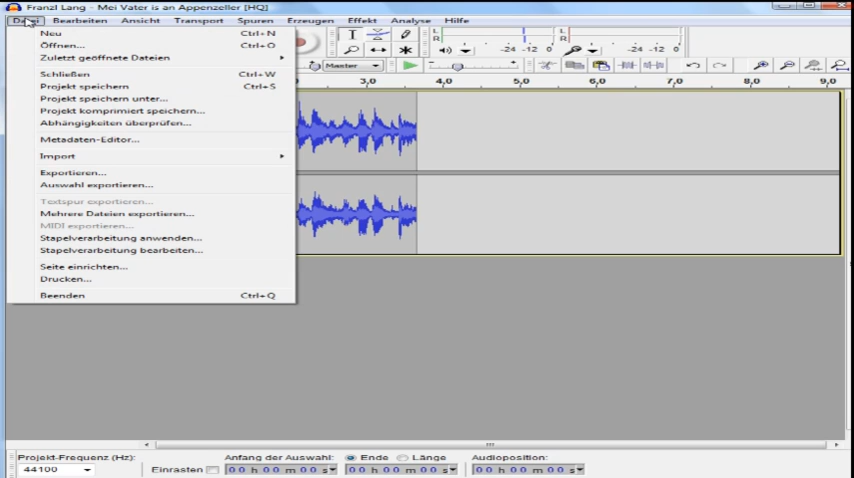 Franzl Lang - Mei Vater is an Appenzeller [HQ]
Datei Bearbeiten Ansicht Transport Spuren Erzeugen Effekt Analyse Hilfe
Neu Ctrl+N
Öffnen... Ctrl+O
Zuletzt geöffnete Dateien
Schließen Ctrl+W
Projekt speichern Ctrl+S
Projekt speichern unter...
Projekt komprimiert speichern...
Abhängigkeiten überprüfen...
Metadaten-Editor...
Import
Exportieren...
Auswahl exportieren...
Textspur exportieren...
Mehrere Dateien exportieren...
MIDI exportieren...
Stapelverarbeitung anwenden...
Stapelverarbeitung bearbeiten...
Seite einrichten...
Drucken...
Beenden Ctrl+Q
L
R
-24 -12 0
L
R
-24 -12 0
Master
3,0 4,0 5,0 6,0 7,0 8,0 9,0
Projekt-Frequenz (Hz): Anfang der Auswahl: Ende Länge Audioposition:
44100 Einrasten 00 h 00 m 00 s 00 h 00 m 00 s 00 h 00 m 00 s